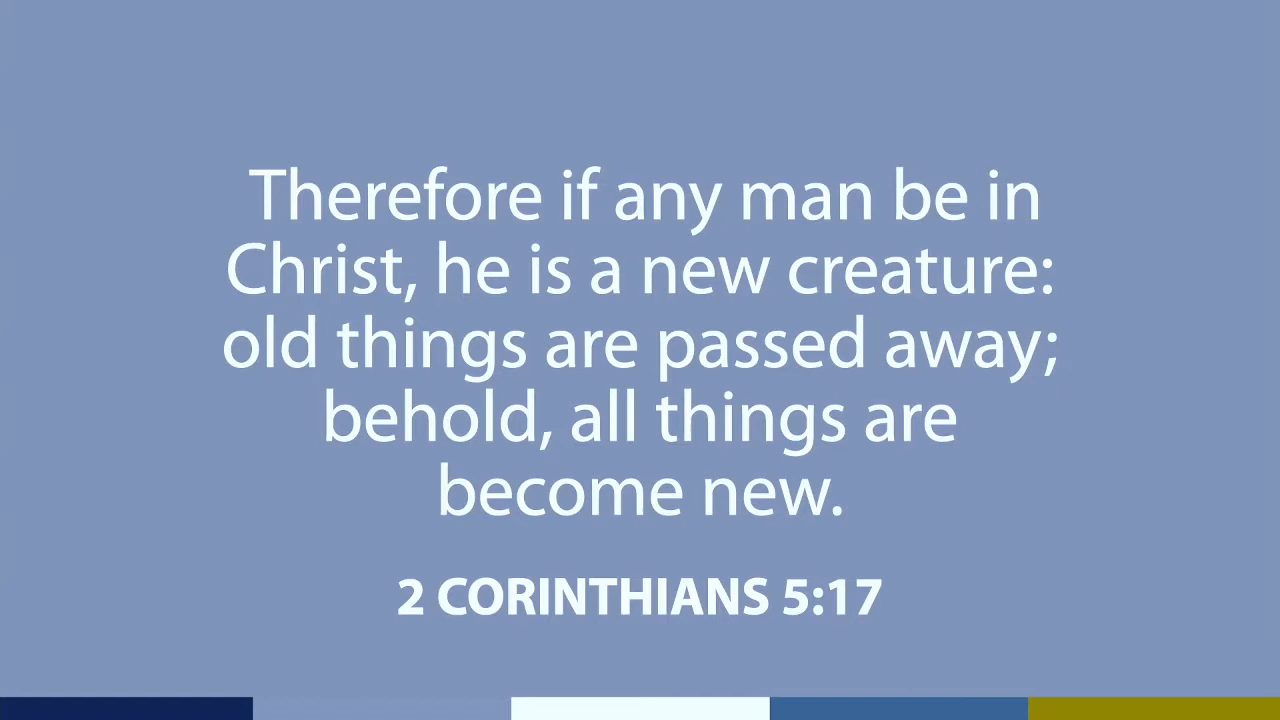 Therefore if any man be in
Christ, he is a new creature:
old things are passed away;
behold, all things are
become new.
2 CORINTHIANS 5:17